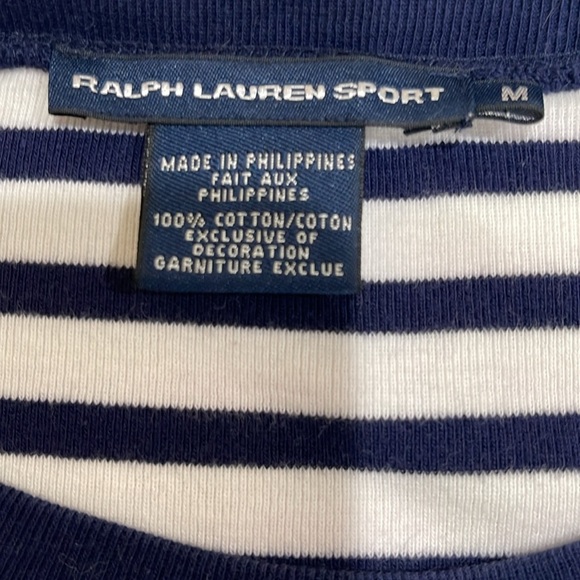 RALPH LAUREN SPORT M
MADE IN PHILIPPINES
FAIT AUX
PHILIPPINES
100% COTTON/COTON
EXCLUSIVE OF
DECORATION
GARNITURE EXCLUE